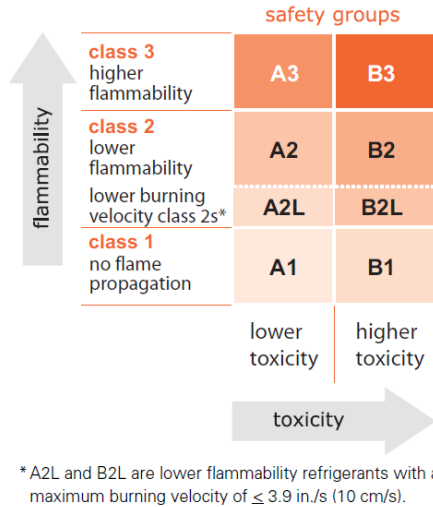 safety groups
class 3
higher
flammability
A3
B3
class 2
lower
flammability
A2
B2
lower burning
velocity class 2s*
A2L
B2L
class 1
no flame
propagation
A1
B1
flammability
lower
toxicity
higher
toxicity
toxicity
* A2L and B2L are lower flammability refrigerants with a
maximum burning velocity of ≤ 3.9 in./s (10 cm/s).